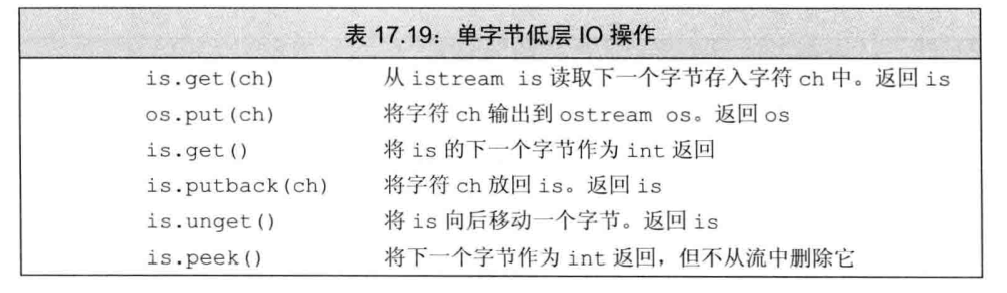 表 17.19：单字节低层 IO 操作
is.get(ch) 从 istream is 读取下一个字节存入字符 ch 中。返回 is
os.put(ch) 将字符 ch 输出到 ostream os。返回 os
is.get() 将 is 的下一个字节作为 int 返回
is.putback(ch) 将字符 ch 放回 is。返回 is
is.unget() 将 is 向后移动一个字节。返回 is
is.peek() 将下一个字节作为 int 返回，但不从流中删除它